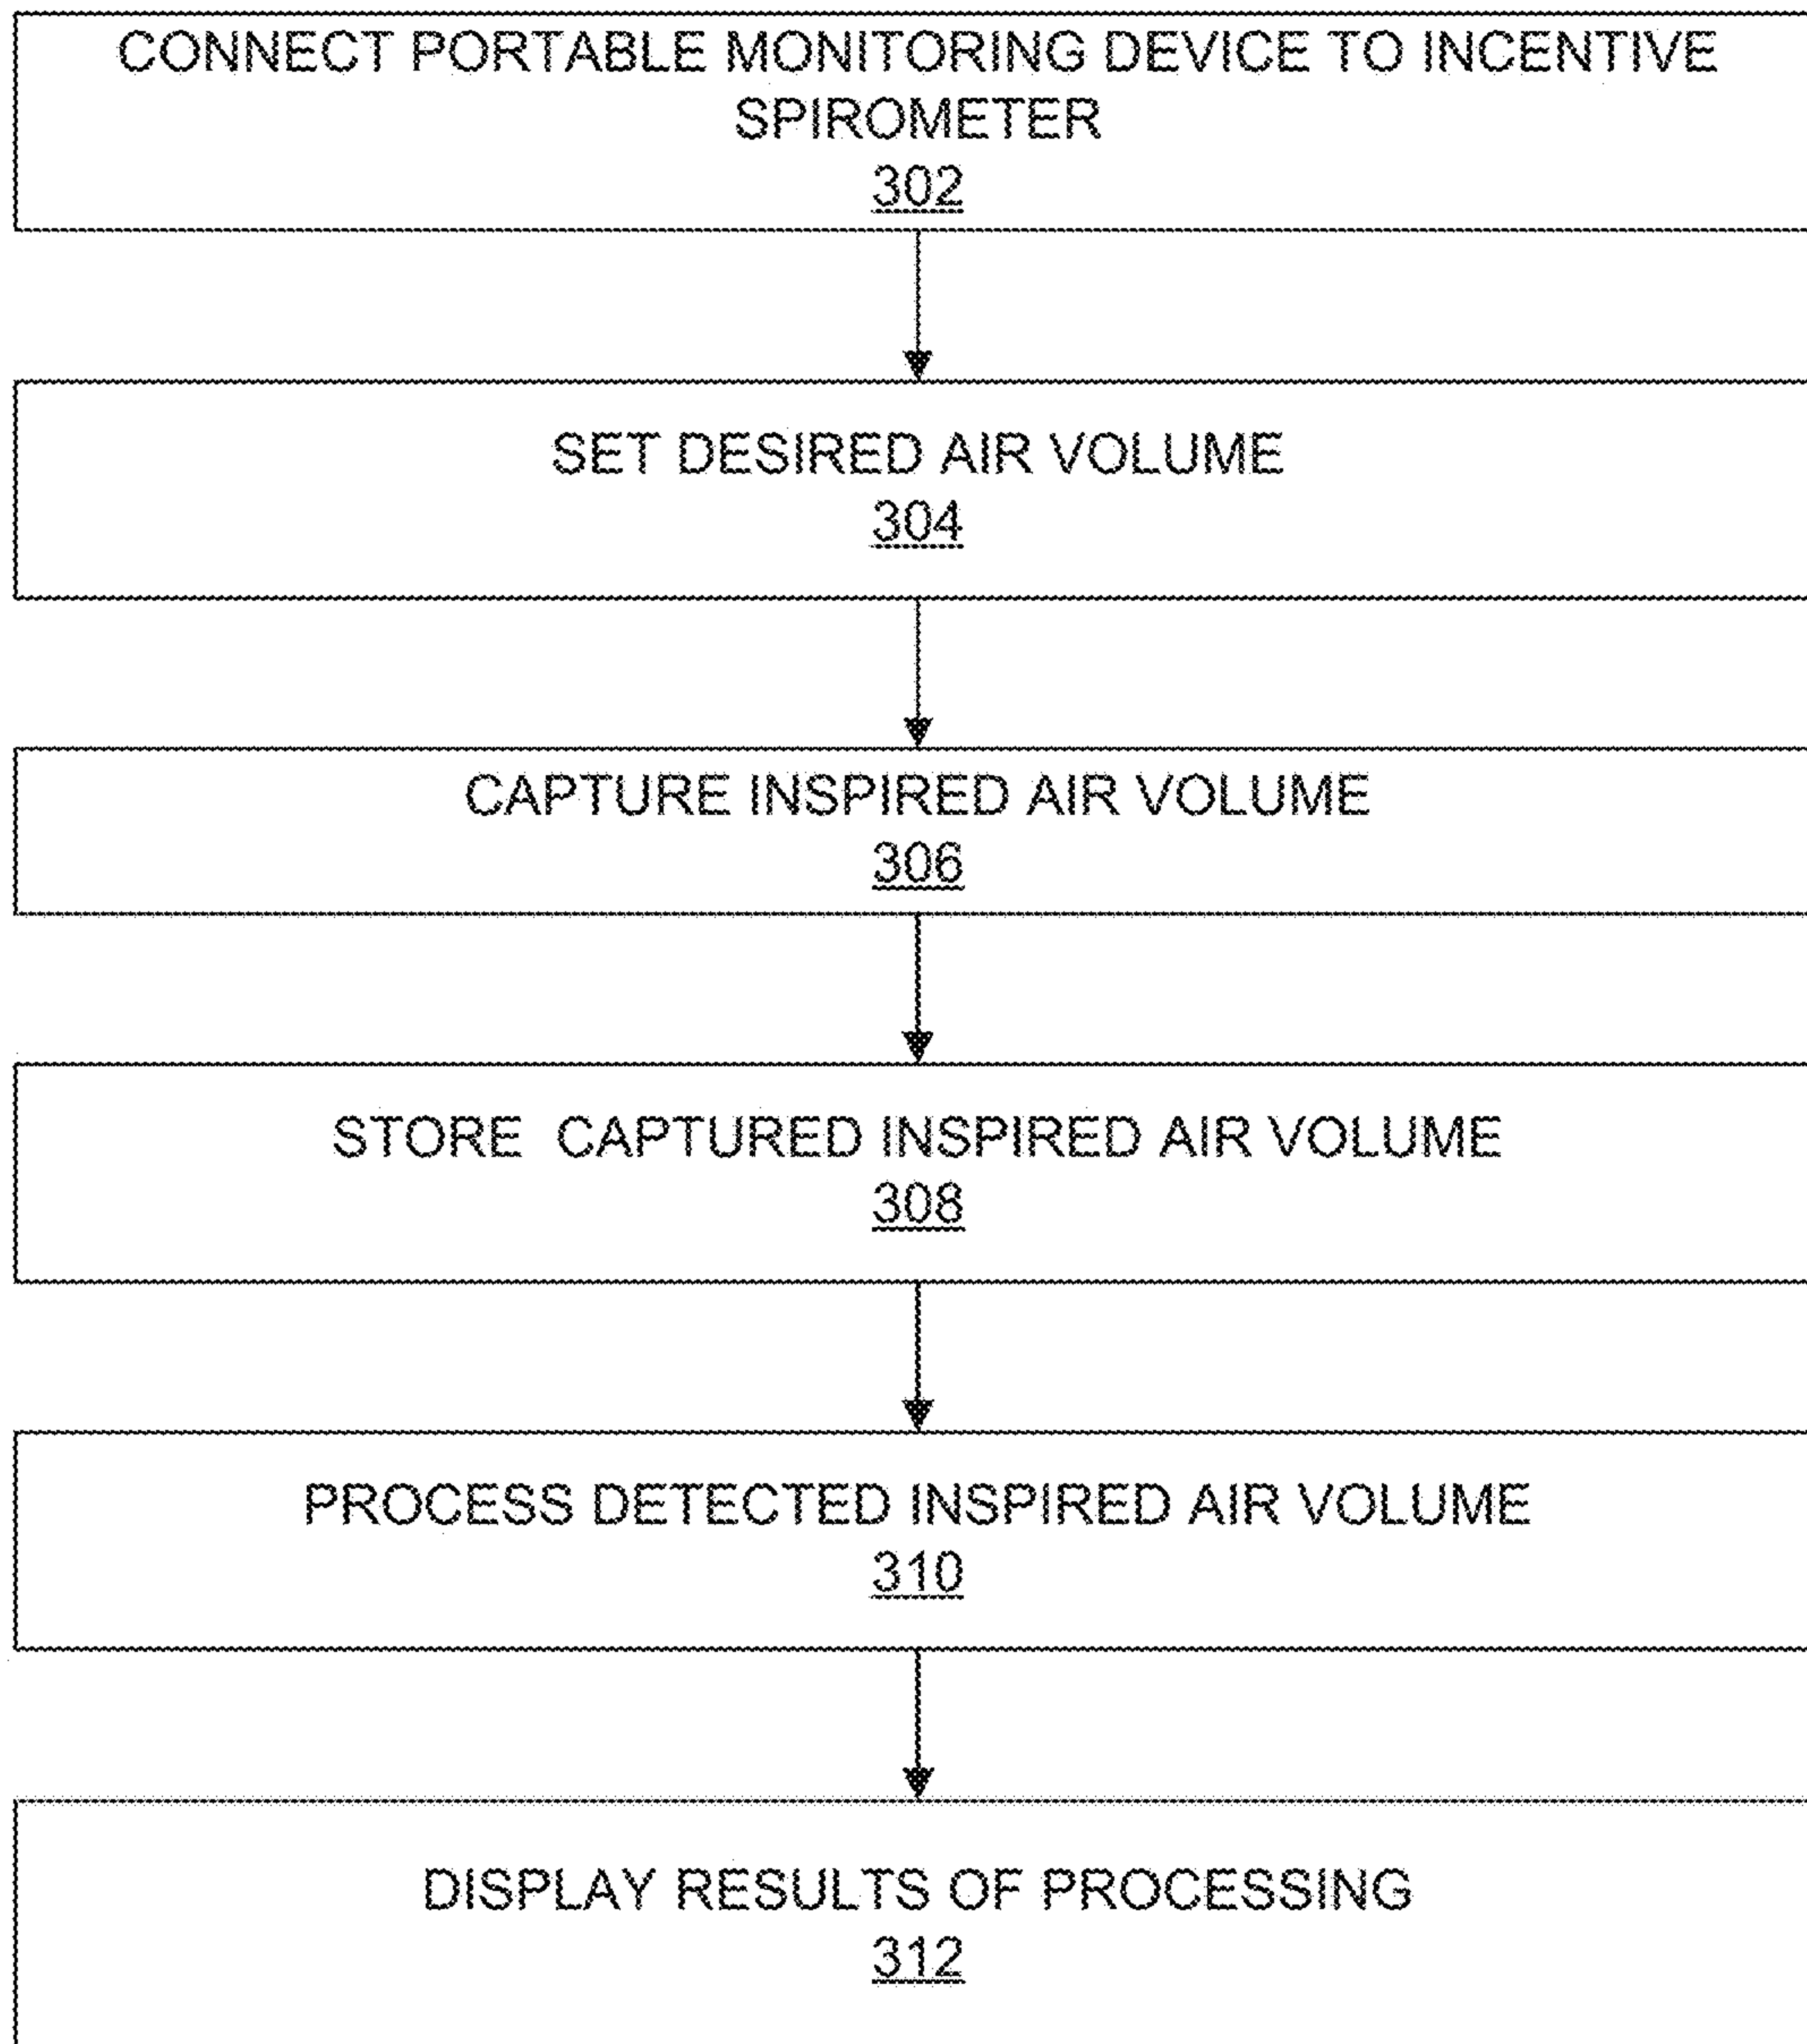 CONNECT PORTABLE MONITORING DEVICE TO INCENTIVE
SPIROMETER
302
SET DESIRED AIR VOLUME
304
CAPTURE INSPIRED AIR VOLUME
306
STORE CAPTURED INSPIRED AIR VOLUME
308
PROCESS DETECTED INSPIRED AIR VOLUME
310
DISPLAY RESULTS OF PROCESSING
312